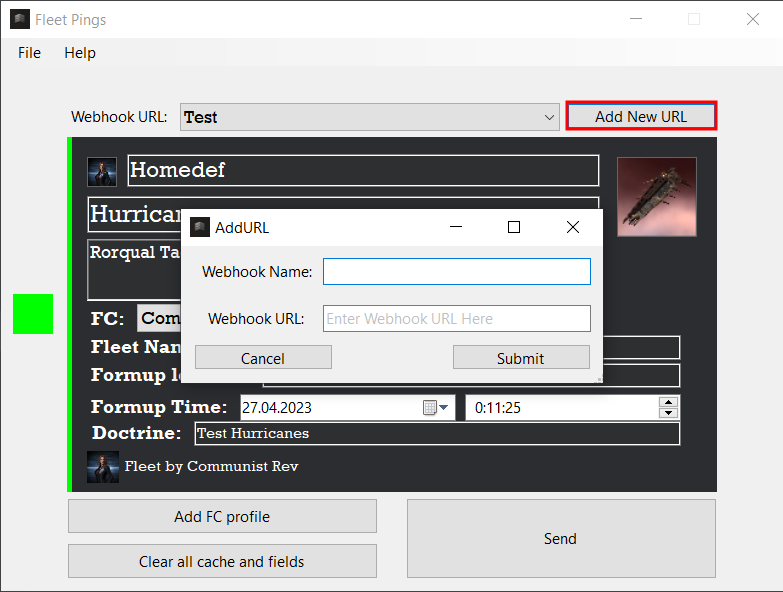 Fleet Pings
File Help
Webhook URL: Test Add New URL
Homedef
Hurrican
Rorqual Ta
AddURL
Webhook Name:
Webhook URL: Enter Webhook URL Here
Cancel Submit
FC: Com
Fleet Nam
Formup l
Formup Time: 27.04.2023 0:11:25
Doctrine: Test Hurricanes
Fleet by Communist Rev
Add FC profile
Send
Clear all cache and fields